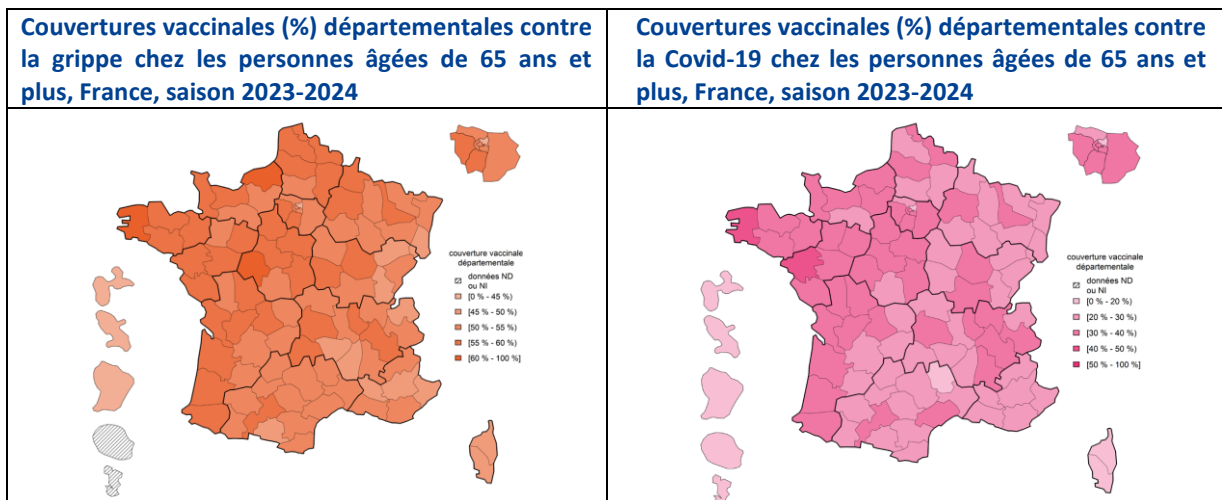 Couvertures vaccinales (%) départementales contre
la grippe chez les personnes âgées de 65 ans et
plus, France, saison 2023-2024
Couvertures vaccinales (%) départementales contre
la Covid-19 chez les personnes âgées de 65 ans et
plus, France, saison 2023-2024
couverture vaccinale
départementale
données ND
ou NI
[0 % - 45 %)
[45 % - 50 %)
[50 % - 55 %)
[55 % - 60 %)
[60 % - 100 %]
couverture vaccinale
départementale
données ND
ou NI
[0 % - 20 %)
[20 % - 30 %)
[30 % - 40 %)
[40 % - 50 %)
[50 % - 100 %]